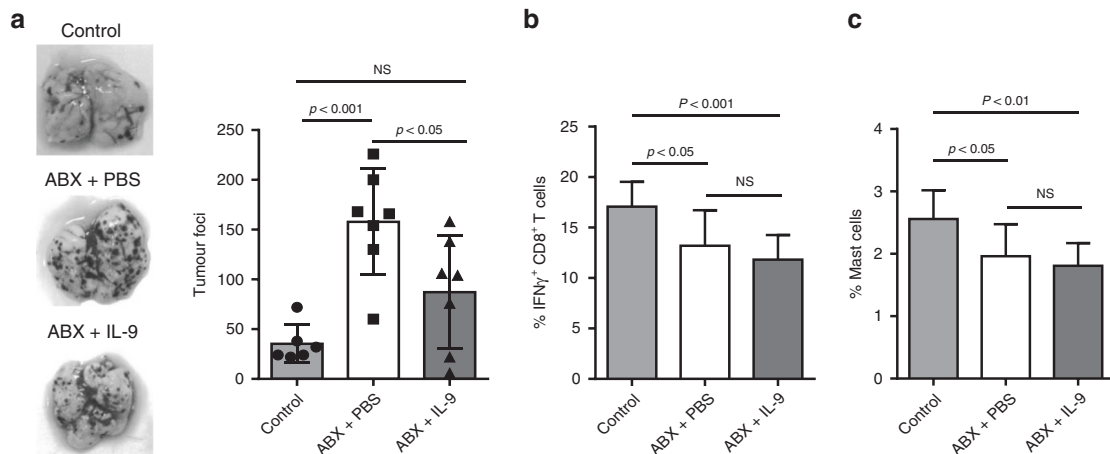 a
Control
ABX + PBS
ABX + IL-9
NS
p < 0.001
p < 0.05
250
200
150
100
50
0
Tumour foci
Control
ABX + PBS
ABX + IL-9
b
P < 0.001
p < 0.05
NS
25
20
15
10
5
0
% IFNγ⁺ CD8⁺ T cells
Control
ABX + PBS
ABX + IL-9
c
P < 0.01
p < 0.05
NS
4
3
2
1
0
% Mast cells
Control
ABX + PBS
ABX + IL-9